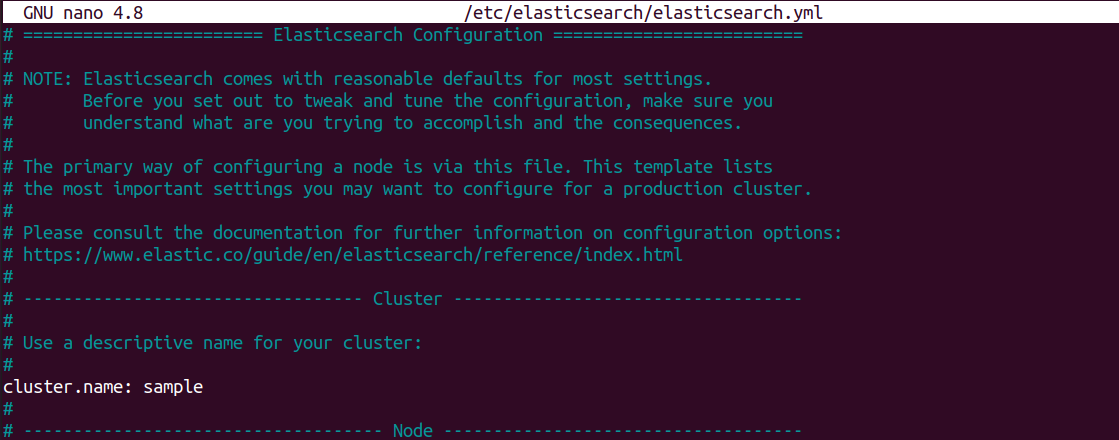 GNU nano 4.8 /etc/elasticsearch/elasticsearch.yml
# ======================== Elasticsearch Configuration =========================
#
# NOTE: Elasticsearch comes with reasonable defaults for most settings.
#       Before you set out to tweak and tune the configuration, make sure you
#       understand what are you trying to accomplish and the consequences.
#
# The primary way of configuring a node is via this file. This template lists
# the most important settings you may want to configure for a production cluster.
#
# Please consult the documentation for further information on configuration options:
# https://www.elastic.co/guide/en/elasticsearch/reference/index.html
#
# ---------------------------------- Cluster -----------------------------------
#
# Use a descriptive name for your cluster:
#
cluster.name: sample
#
# ------------------------------------ Node ------------------------------------